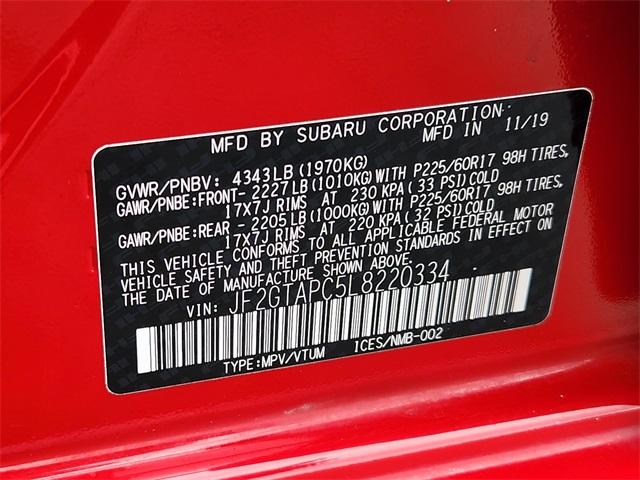 MFD BY SUBARU CORPORATION
MFD IN 11/19
GVWR/PNBV: 4343LB(1970KG)
GAWR/PNBE:FRONT- 2227LB(1010KG)WITH P225/60R17 98H TIRES,
17X7J RIMS AT 230 KPA(33 PSI)COLD
GAWR/PNBE:REAR - 2205LB(1000KG)WITH P225/60R17 98H TIRES,
17X7J RIMS AT 220 KPA(32 PSI)COLD
THIS VEHICLE CONFORMS TO ALL APPLICABLE FEDERAL MOTOR
VEHICLE SAFETY AND THEFT PREVENTION STANDARDS IN EFFECT ON
THE DATE OF MANUFACTURE SHOWN ABOVE.
VIN: JF2GTAPC5L8220334
TYPE:MPV/VTUM ICES/NMB-002